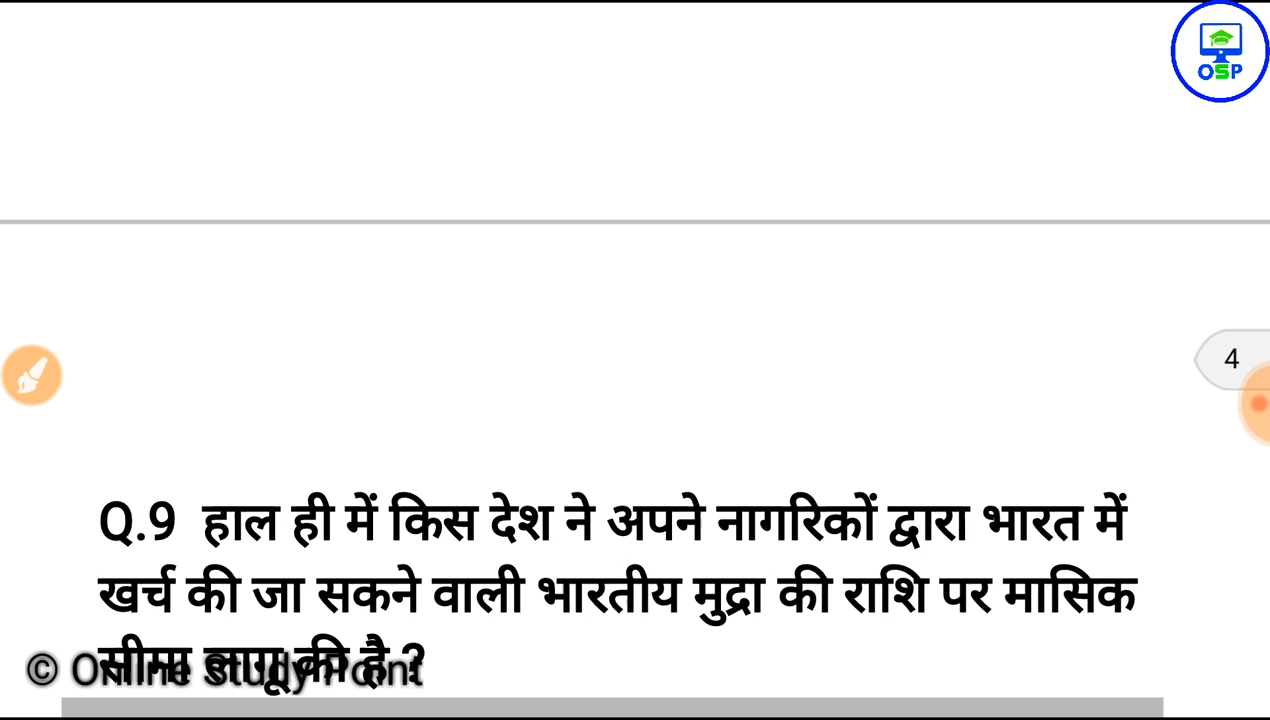 OSP
4
Q.9 हाल ही में किस देश ने अपने नागरिकों द्वारा भारत में
खर्च की जा सकने वाली भारतीय मुद्रा की राशि पर मासिक
सीमा लागू की है ?
© Online Study Point